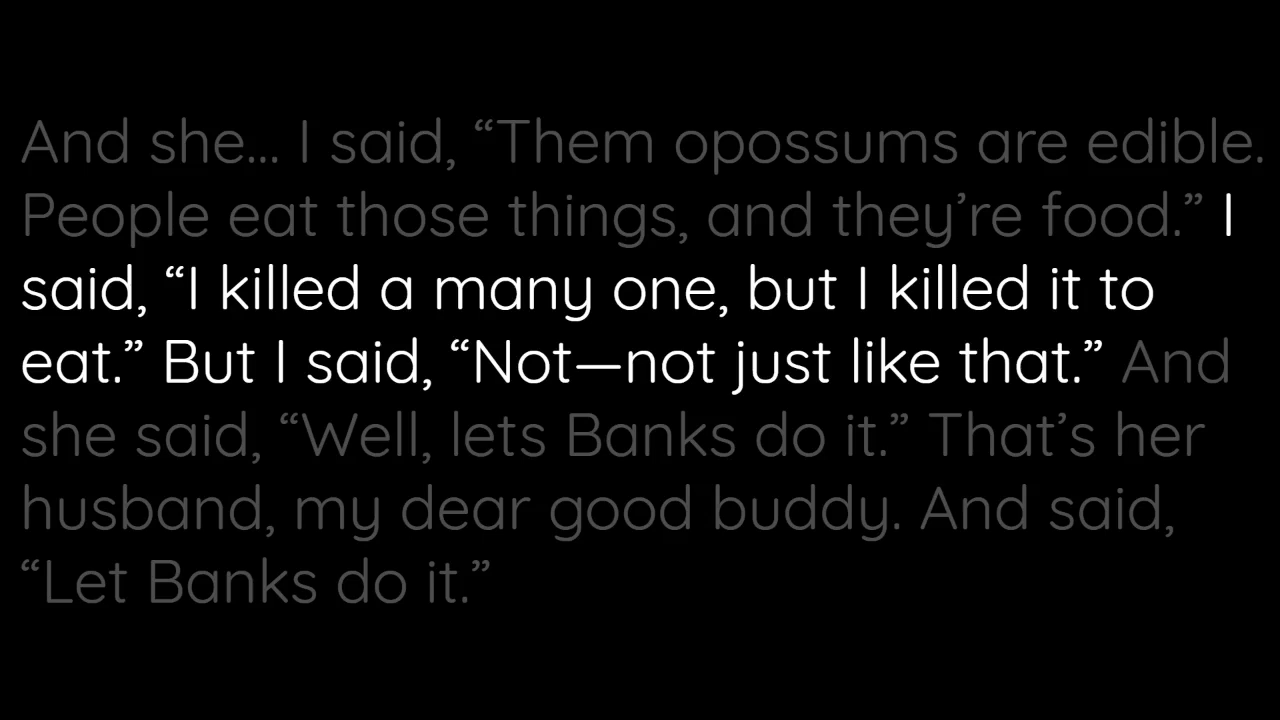 And she... I said, “Them opossums are edible.
People eat those things, and they’re food.” I
said, “I killed a many one, but I killed it to
eat.” But I said, “Not—not just like that.” And
she said, “Well, lets Banks do it.” That’s her
husband, my dear good buddy. And said,
“Let Banks do it.”